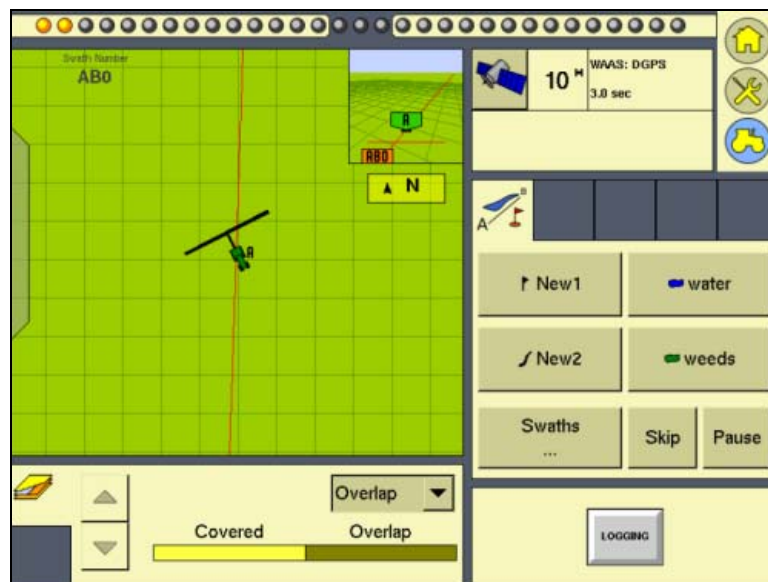 Swath Number
AB0
A
AB0
N
A
10 M
WAAS: DGPS
3.0 sec
A B
New1
water
New2
weeds
Swaths
...
Skip
Pause
Overlap
Covered
Overlap
LOGGING